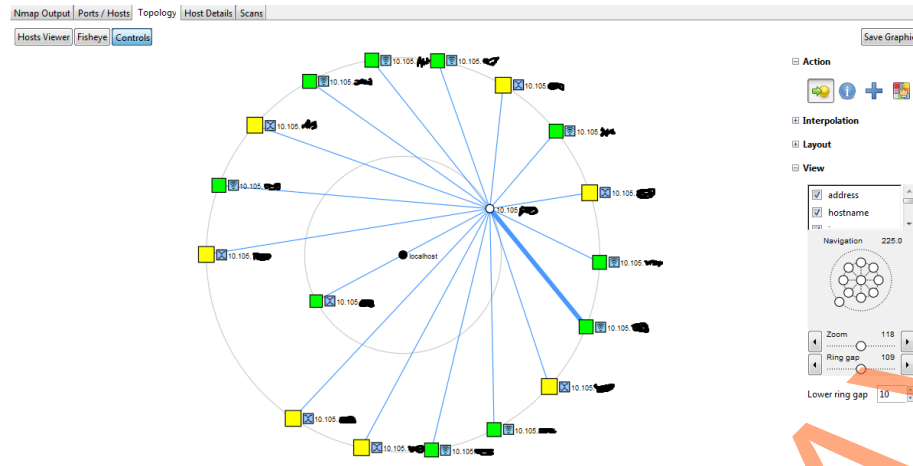 Nmap Output Ports / Hosts Topology Host Details Scans
Hosts Viewer Fisheye Controls Save Graphi
Action
Interpolation
Layout
View
address
hostname
Navigation 225.0
Zoom 118
Ring gap 109
Lower ring gap 10
10.105.
10.105.
10.105.
10.105.
10.105.
10.105.
10.105.
10.105.
10.105.
10.105.
localhost
10.105.
10.105.
10.105.
10.105.
10.105.
10.105.
10.105.
10.105.